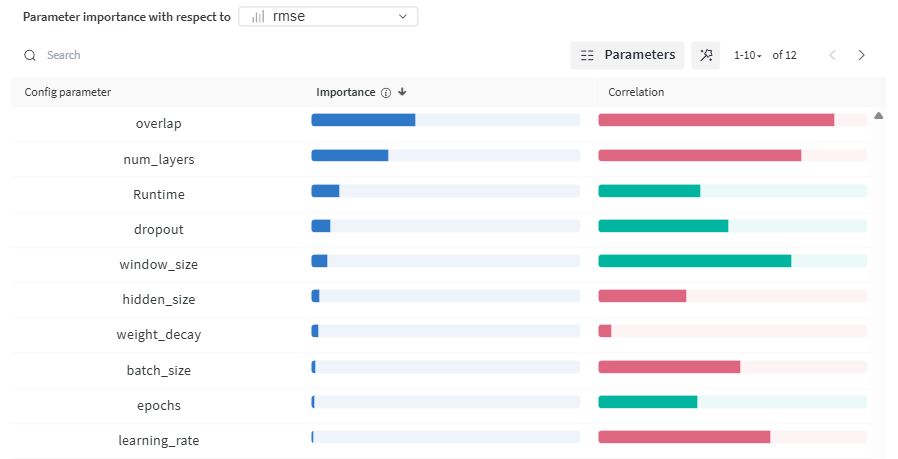 Parameter importance with respect to rmse
Search Parameters 1-10 of 12
Config parameter Importance Correlation
overlap
num_layers
Runtime
dropout
window_size
hidden_size
weight_decay
batch_size
epochs
learning_rate